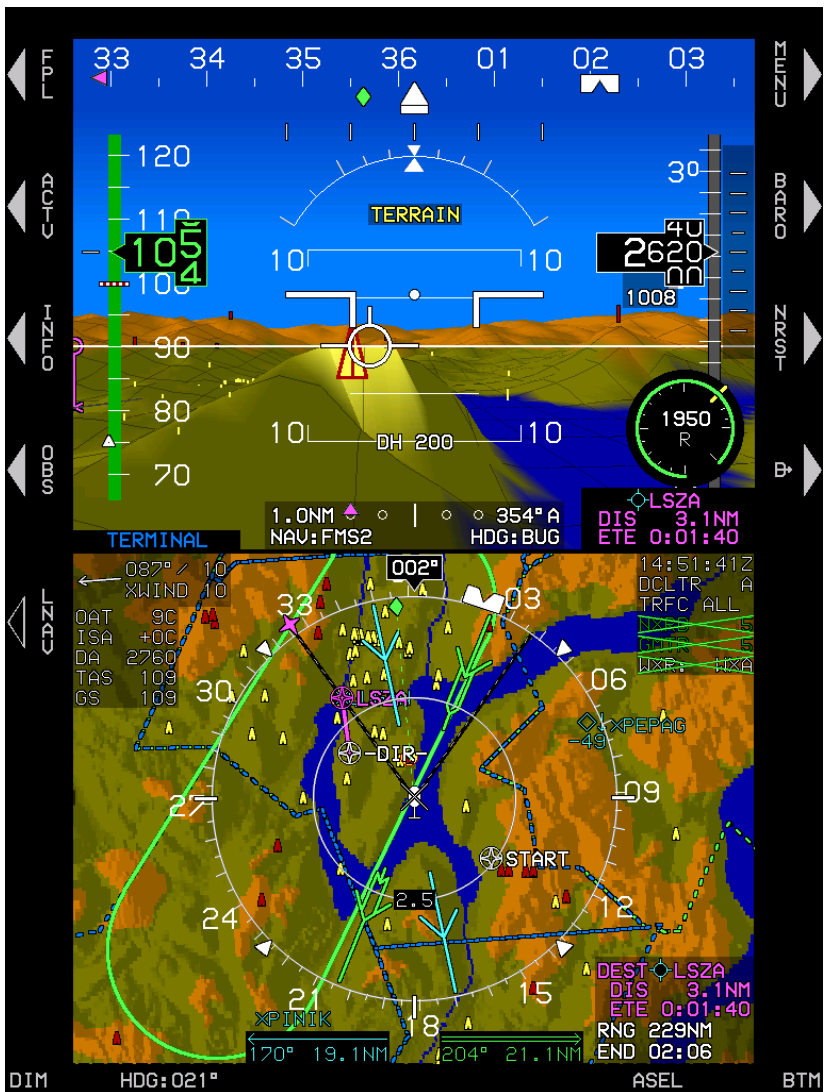 FPL
MENU
33 34 35 36 01 02 03
ACTV
BARO
120
110
100
90
80
70
105
4
TERRAIN
30
40
2620
00
1008
10 10
INFO
NRST
10 DH 200 10
1950
R
OBS
D
1.0NM 354°A
NAV:FMS2 HDG:BUG
LSZA
DIS 3.1NM
ETE 0:01:40
TERMINAL
LNAV
087°/ 10
XWIND 10
OAT 9C
ISA +0C
DA 2760
TAS 109
GS 109
002°
14:51:41Z
DCLTR A
TRFC ALL
WXR: WXA
33
03
30
06
27
09
24
12
21
18
15
LSZA
-DIR-
XPEPAG
-49
START
2.5
XPINIK
170° 19.1NM
204° 21.1NM
DEST LSZA
DIS 3.1NM
ETE 0:01:40
RNG 229NM
END 02:06
DIM HDG:021° ASEL BTM